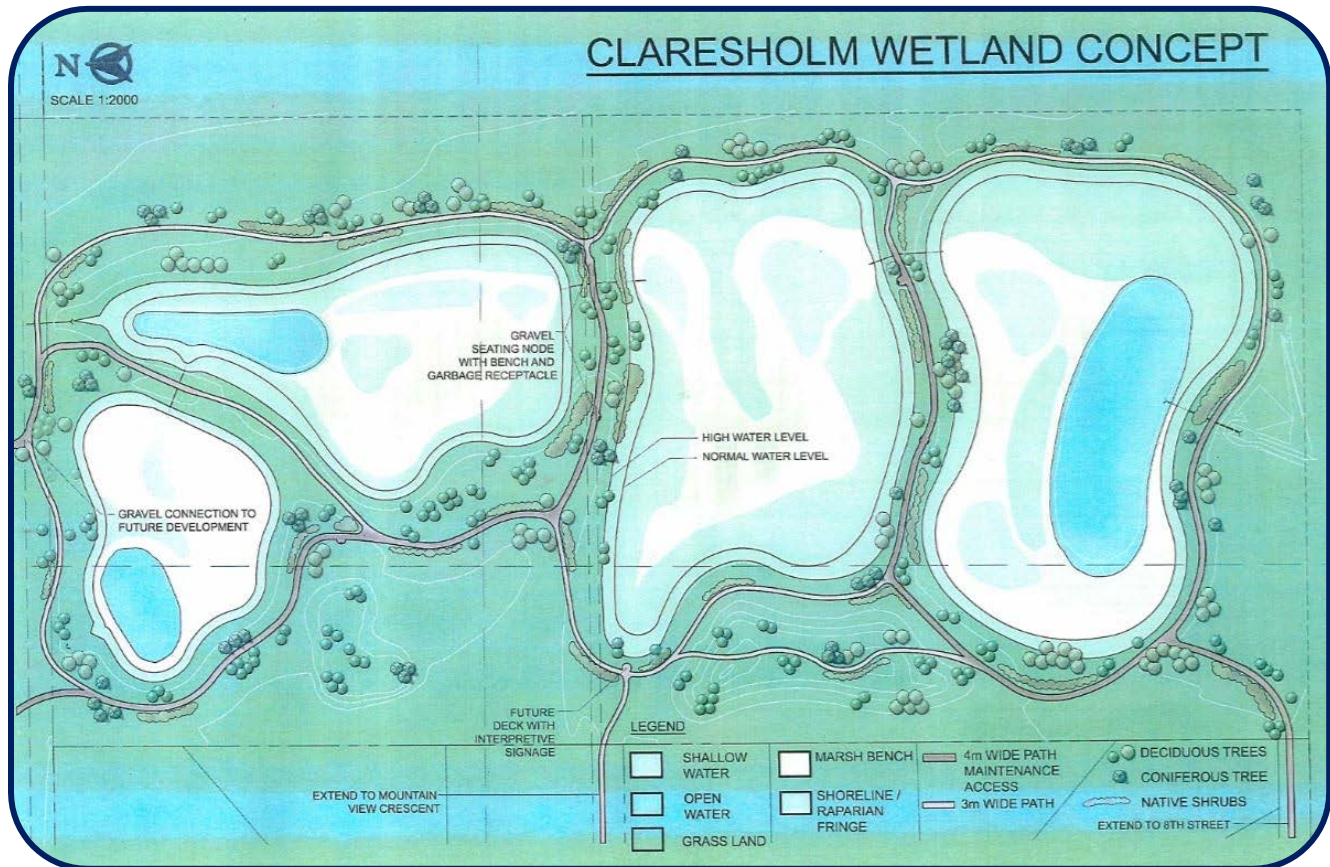 CLARESHOLM WETLAND CONCEPT
N
SCALE 1:2000
GRAVEL
SEATING NODE
WITH BENCH AND
GARBAGE RECEPTACLE
HIGH WATER LEVEL
NORMAL WATER LEVEL
GRAVEL CONNECTION TO
FUTURE DEVELOPMENT
FUTURE
DECK WITH
INTERPRETIVE
SIGNAGE
EXTEND TO MOUNTAIN
VIEW CRESCENT
LEGEND
SHALLOW
WATER
OPEN
WATER
GRASS LAND
MARSH BENCH
SHORELINE /
RAPARIAN
FRINGE
4m WIDE PATH
MAINTENANCE
ACCESS
3m WIDE PATH
DECIDUOUS TREES
CONIFEROUS TREE
NATIVE SHRUBS
EXTEND TO 8TH STREET